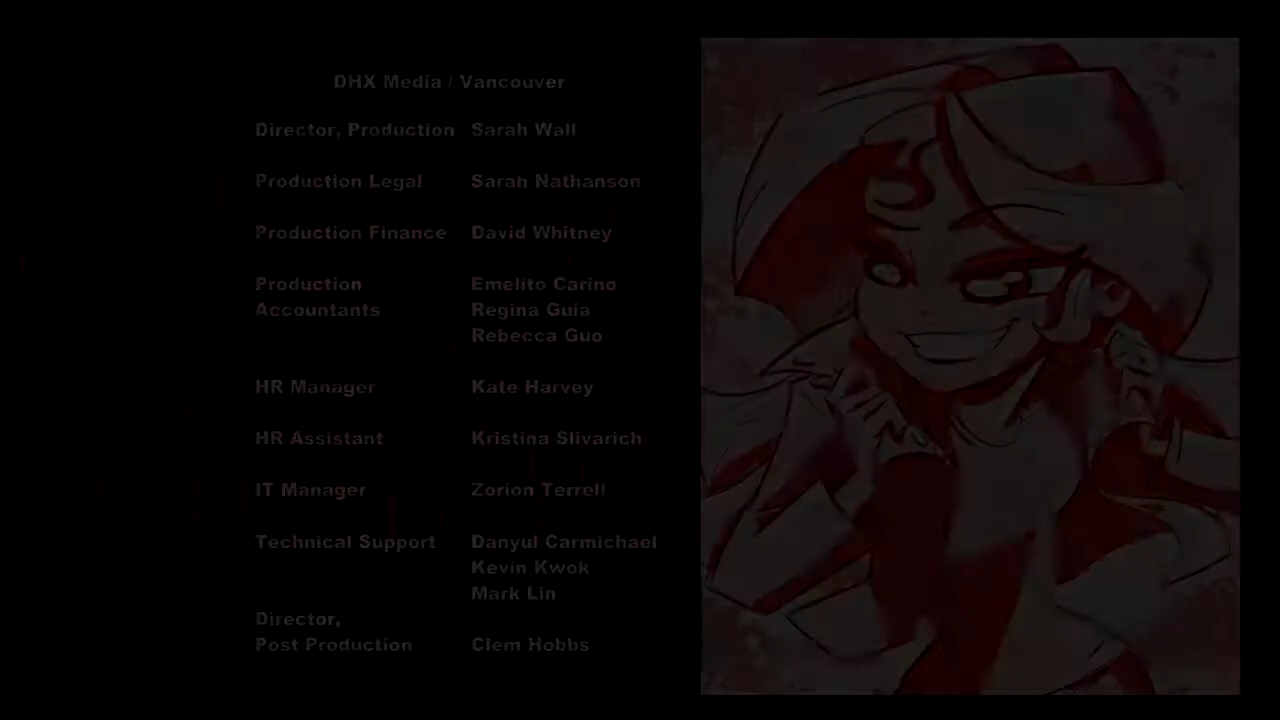 DHX Media / Vancouver
Director, Production Sarah Wall
Production Legal Sarah Nathanson
Production Finance David Whitney
Production Emelito Carino
Accountants Regina Guia
Rebecca Guo
HR Manager Kate Harvey
HR Assistant Kristina Slivarich
IT Manager Zorion Terrell
Technical Support Danyul Carmichael
Kevin Kwok
Mark Lin
Director,
Post Production Clem Hobbs